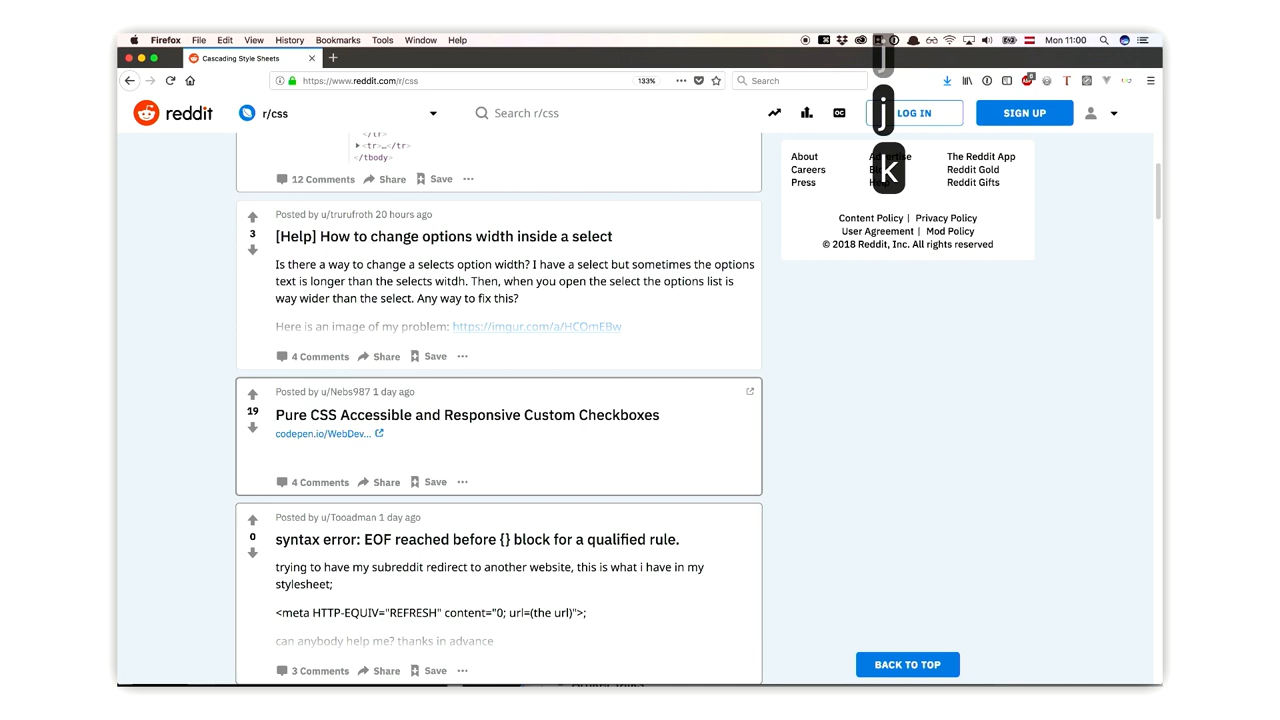 Firefox File Edit View History Bookmarks Tools Window Help Mon 11:00
Cascading Style Sheets
https://www.reddit.com/r/css 133% Search
reddit r/css Search r/css LOG IN SIGN UP
j
j
k
</tr>
<tr>…</tr>
</tbody>
12 Comments Share Save
Posted by u/trurufroth 20 hours ago
3
[Help] How to change options width inside a select
Is there a way to change a selects option width? I have a select but sometimes the options
text is longer than the selects witdh. Then, when you open the select the options list is
way wider than the select. Any way to fix this?
Here is an image of my problem: https://imgur.com/a/HCOmEBw
4 Comments Share Save
Posted by u/Nebs987 1 day ago
19
Pure CSS Accessible and Responsive Custom Checkboxes
codepen.io/WebDev...
4 Comments Share Save
Posted by u/Tooadman 1 day ago
0
syntax error: EOF reached before {} block for a qualified rule.
trying to have my subreddit redirect to another website, this is what i have in my
stylesheet;
<meta HTTP-EQUIV="REFRESH" content="0; url=(the url)">;
can anybody help me? thanks in advance
3 Comments Share Save
About The Reddit App
Careers Reddit Gold
Press Reddit Gifts
Content Policy | Privacy Policy
User Agreement | Mod Policy
© 2018 Reddit, Inc. All rights reserved
BACK TO TOP